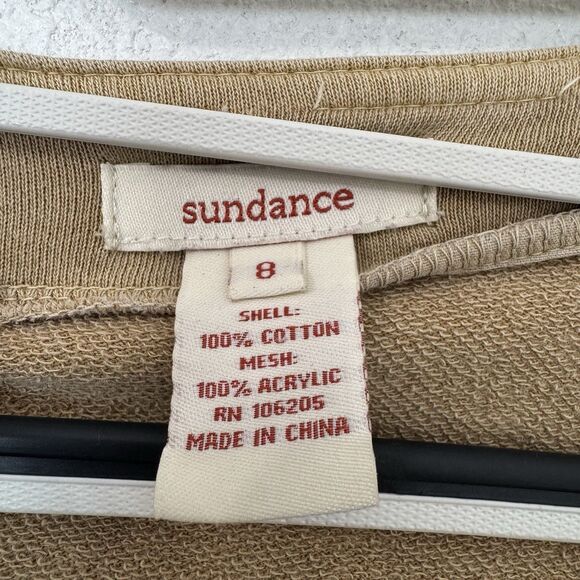 sundance
8
SHELL:
100% COTTON
MESH:
100% ACRYLIC
RN 106205
MADE IN CHINA